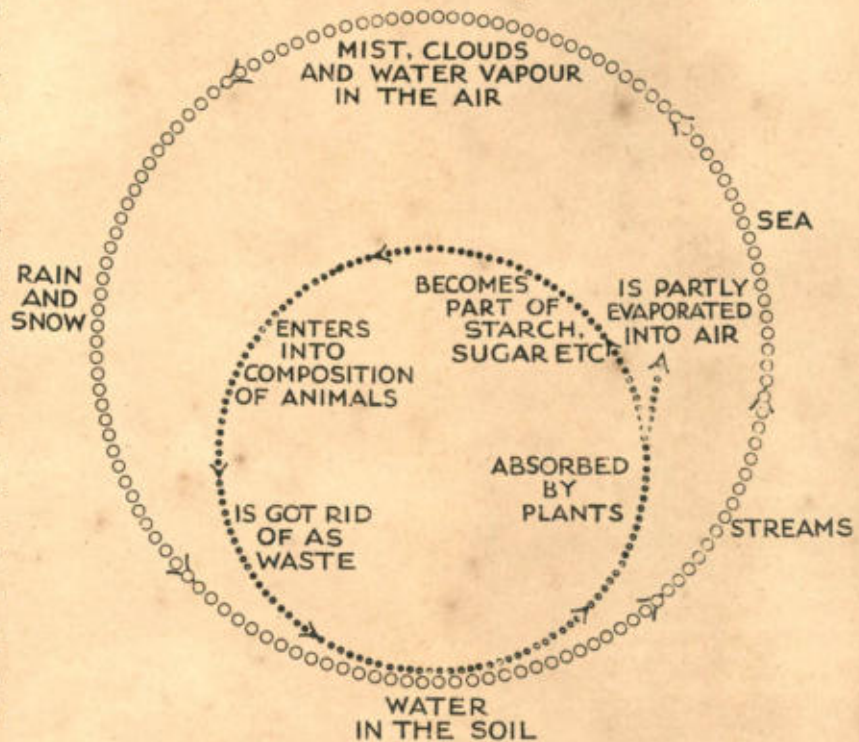 MIST, CLOUDS
AND WATER VAPOUR
IN THE AIR
SEA
RAIN
AND
SNOW
BECOMES
PART OF
STARCH,
SUGAR ETC
IS PARTLY
EVAPORATED
INTO AIR
ENTERS
INTO
COMPOSITION
OF ANIMALS
ABSORBED
BY
PLANTS
IS GOT RID
OF AS
WASTE
STREAMS
WATER
IN THE SOIL